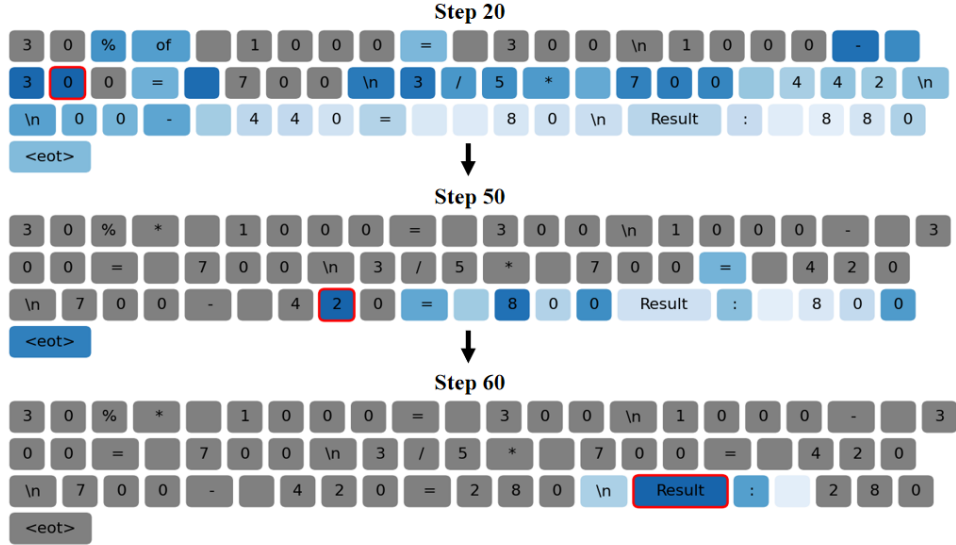 Step 20
3 0 % of 1 0 0 0 = 3 0 0 \n 1 0 0 0 -
3 0 0 = 7 0 0 \n 3 / 5 * 7 0 0 4 4 2 \n
\n 0 0 - 4 4 0 = 8 0 \n Result : 8 8 0
<eot>
Step 50
3 0 % * 1 0 0 0 = 3 0 0 \n 1 0 0 0 - 3
0 0 = 7 0 0 \n 3 / 5 * 7 0 0 = 4 2 0
\n 7 0 0 - 4 2 0 = 8 0 0 Result : 8 0 0
<eot>
Step 60
3 0 % * 1 0 0 0 = 3 0 0 \n 1 0 0 0 - 3
0 0 = 7 0 0 \n 3 / 5 * 7 0 0 = 4 2 0
\n 7 0 0 - 4 2 0 = 2 8 0 \n Result : 2 8 0
<eot>